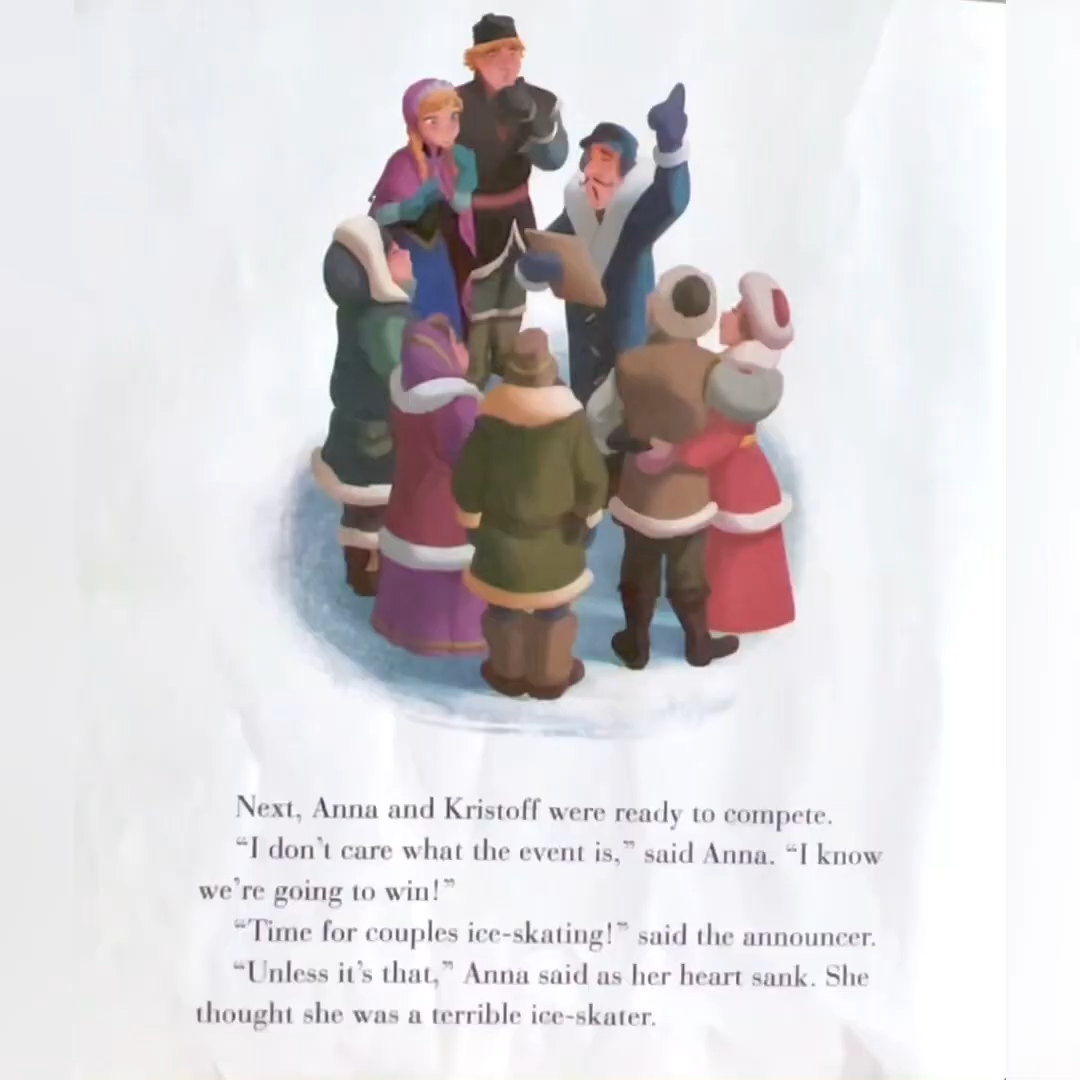 Next, Anna and Kristoff were ready to compete.
“I don’t care what the event is,” said Anna. “I know
we’re going to win!”
“Time for couples ice-skating!” said the announcer.
“Unless it’s that,” Anna said as her heart sank. She
thought she was a terrible ice-skater.